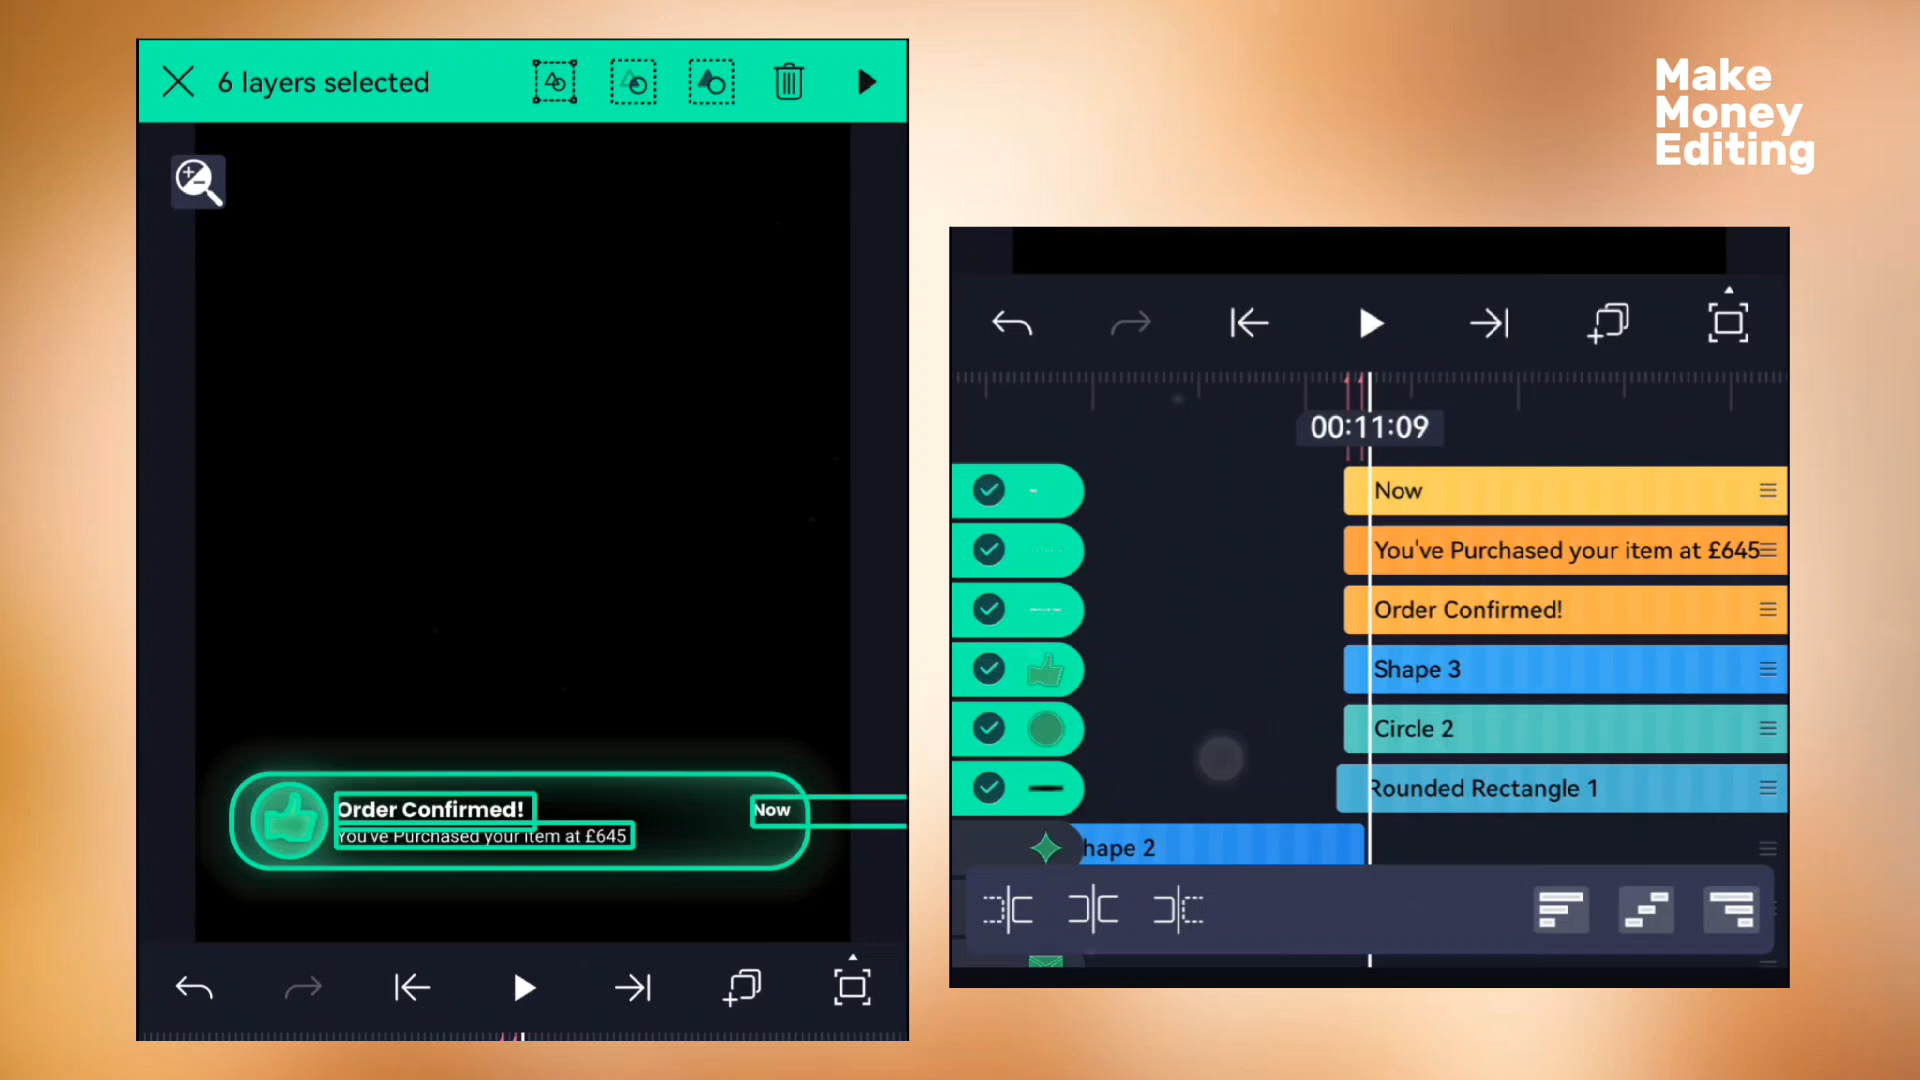 6 layers selected
Order Confirmed!
You've Purchased your item at £645
Now
Make
Money
Editing
00:11:09
Now
You've Purchased your item at £645
Order Confirmed!
Shape 3
Circle 2
Rounded Rectangle 1
hape 2